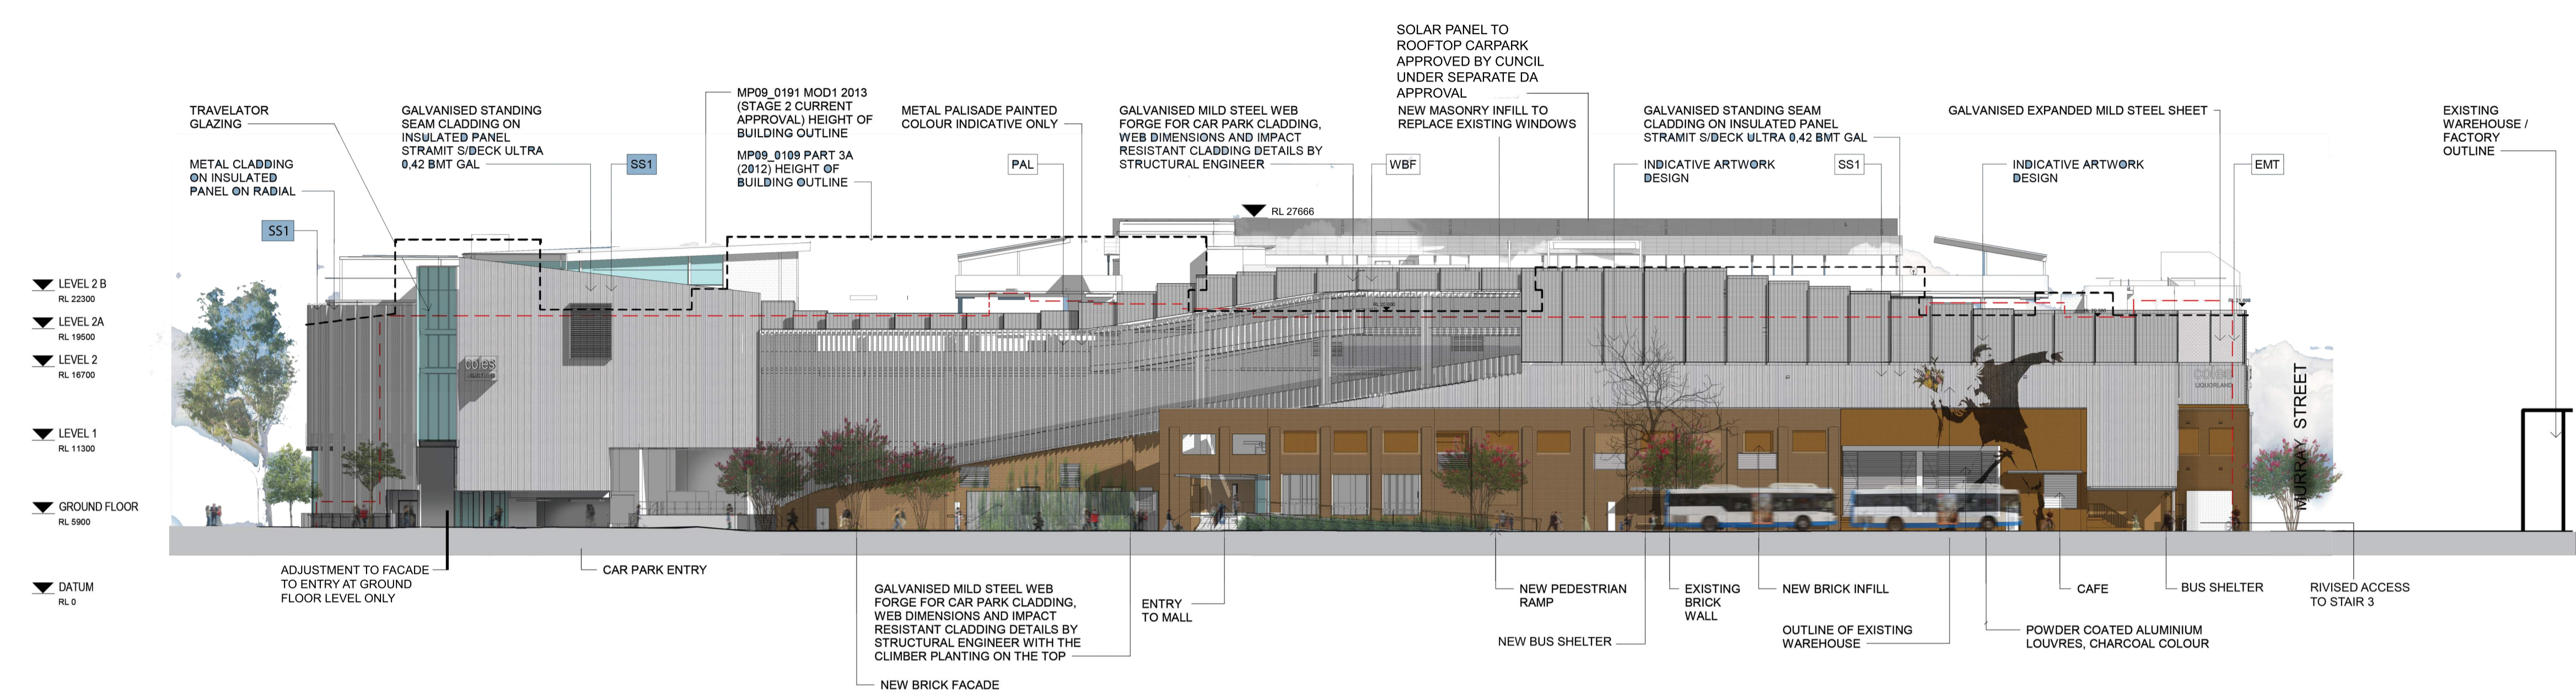 SOLAR PANEL TO
ROOFTOP CARPARK
APPROVED BY CUNCIL
UNDER SEPARATE DA
APPROVAL
TRAVELATOR
GLAZING
METAL CLADDING
ON INSULATED
PANEL ON RADIAL
SS1
GALVANISED STANDING
SEAM CLADDING ON
INSULATED PANEL
STRAMIT S/DECK ULTRA
0,42 BMT GAL
SS1
MP09_0191 MOD1 2013
(STAGE 2 CURRENT
APPROVAL) HEIGHT OF
BUILDING OUTLINE
MP09_0109 PART 3A
(2012) HEIGHT OF
BUILDING OUTLINE
METAL PALISADE PAINTED
COLOUR INDICATIVE ONLY
PAL
GALVANISED MILD STEEL WEB
FORGE FOR CAR PARK CLADDING,
WEB DIMENSIONS AND IMPACT
RESISTANT CLADDING DETAILS BY
STRUCTURAL ENGINEER
WBF
NEW MASONRY INFILL TO
REPLACE EXISTING WINDOWS
GALVANISED STANDING SEAM
CLADDING ON INSULATED PANEL
STRAMIT S/DECK ULTRA 0,42 BMT GAL
INDICATIVE ARTWORK
DESIGN
SS1
GALVANISED EXPANDED MILD STEEL SHEET
INDICATIVE ARTWORK
DESIGN
EMT
EXISTING
WAREHOUSE /
FACTORY
OUTLINE
RL 27666
LEVEL 2 B
RL 22300
LEVEL 2A
RL 19500
LEVEL 2
RL 16700
LEVEL 1
RL 11300
GROUND FLOOR
RL 5900
DATUM
RL 0
coles
coles
LIQUORLAND
MURRAY STREET
ADJUSTMENT TO FACADE
TO ENTRY AT GROUND
FLOOR LEVEL ONLY
CAR PARK ENTRY
GALVANISED MILD STEEL WEB
FORGE FOR CAR PARK CLADDING,
WEB DIMENSIONS AND IMPACT
RESISTANT CLADDING DETAILS BY
STRUCTURAL ENGINEER WITH THE
CLIMBER PLANTING ON THE TOP
NEW BRICK FACADE
ENTRY
TO MALL
NEW PEDESTRIAN
RAMP
NEW BUS SHELTER
EXISTING
BRICK
WALL
NEW BRICK INFILL
OUTLINE OF EXISTING
WAREHOUSE
CAFE
POWDER COATED ALUMINIUM
LOUVRES, CHARCOAL COLOUR
BUS SHELTER
RIVISED ACCESS
TO STAIR 3